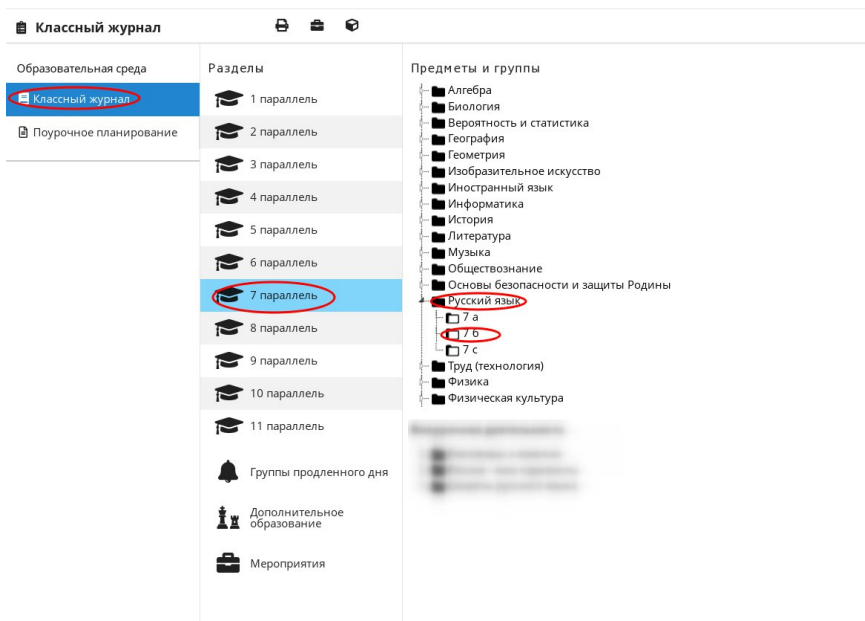 Классный журнал
Образовательная среда
Классный журнал
Поурочное планирование
Разделы
1 параллель
2 параллель
3 параллель
4 параллель
5 параллель
6 параллель
7 параллель
8 параллель
9 параллель
10 параллель
11 параллель
Группы продленного дня
Дополнительное
образование
Мероприятия
Предметы и группы
Алгебра
Биология
Вероятность и статистика
География
Геометрия
Изобразительное искусство
Иностранный язык
Информатика
История
Литература
Музыка
Обществознание
Основы безопасности и защиты Родины
Русский язык
7 а
7 б
7 с
Труд (технология)
Физика
Физическая культура